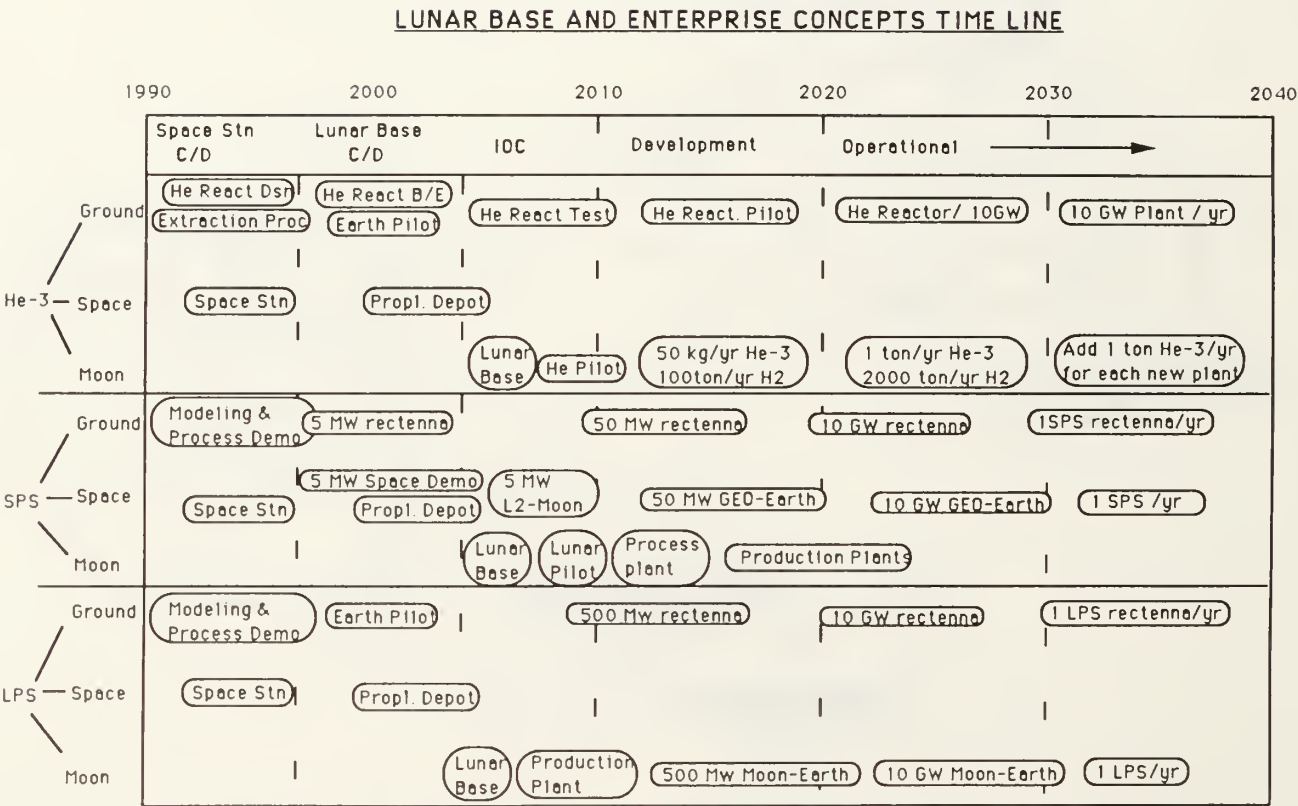 LUNAR BASE AND ENTERPRISE CONCEPTS TIME LINE
1990 2000 2010 2020 2030 2040
Space Stn
C/D
Lunar Base
C/D
IOC
Development
Operational
He-3
Ground
He React Dsn
Extraction Proc
He React B/E
Earth Pilot
He React Test
He React. Pilot
He Reactor/ 10GW
10 GW Plant / yr
Space
Space Stn
Propl. Depot
Moon
Lunar
Base
He Pilot
50 kg/yr He-3
100ton/yr H2
1 ton/yr He-3
2000 ton/yr H2
Add 1 ton He-3/yr
for each new plant
SPS
Ground
Modeling &
Process Demo
5 MW rectenna
50 MW rectenna
10 GW rectenna
1SPS rectenna/yr
Space
Space Stn
5 MW Space Demo
Propl. Depot
5 MW
L2-Moon
50 MW GEO-Earth
10 GW GEO-Earth
1 SPS /yr
Moon
Lunar
Base
Lunar
Pilot
Process
plant
Production Plants
LPS
Ground
Modeling &
Process Demo
Earth Pilot
500 Mw rectenna
10 GW rectenna
1 LPS rectenna/yr
Space
Space Stn
Propl. Depot
Moon
Lunar
Base
Production
Plant
500 Mw Moon-Earth
10 GW Moon-Earth
1 LPS/yr